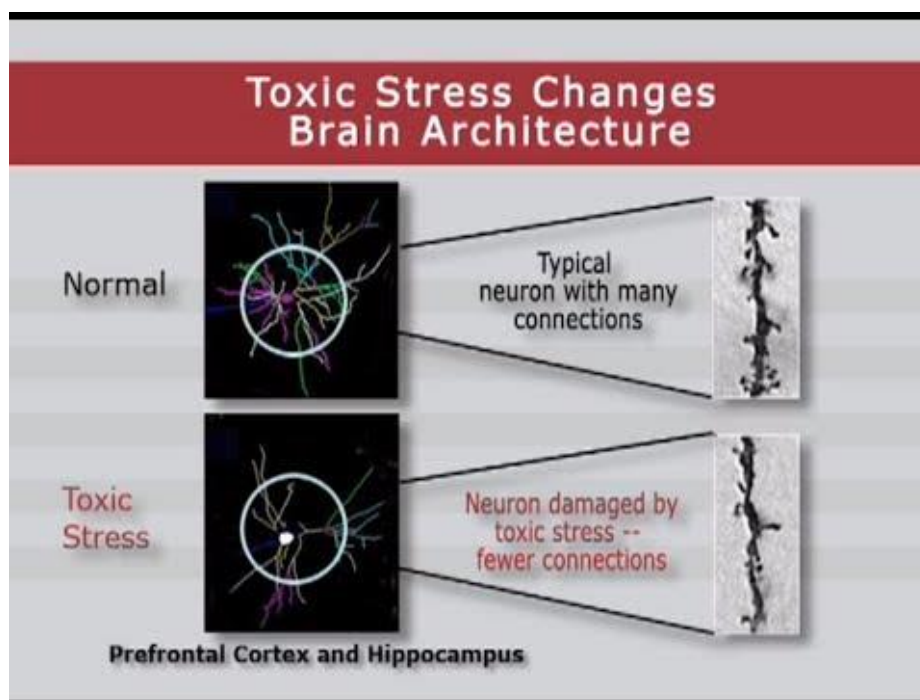 Toxic Stress Changes
Brain Architecture
Normal
Typical
neuron with many
connections
Toxic
Stress
Neuron damaged by
toxic stress --
fewer connections
Prefrontal Cortex and Hippocampus